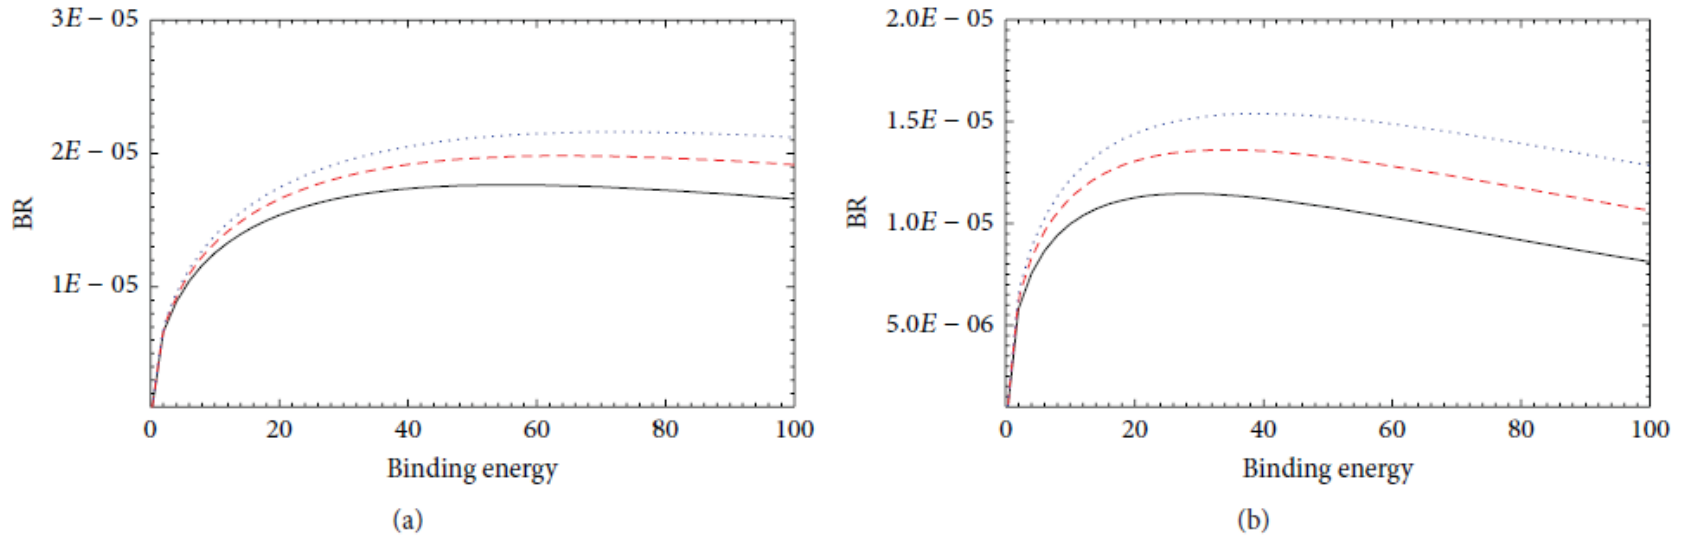 3E − 05
2E − 05
1E − 05
BR
0 20 40 60 80 100
Binding energy
(a)
2.0E − 05
1.5E − 05
1.0E − 05
5.0E − 06
BR
0 20 40 60 80 100
Binding energy
(b)